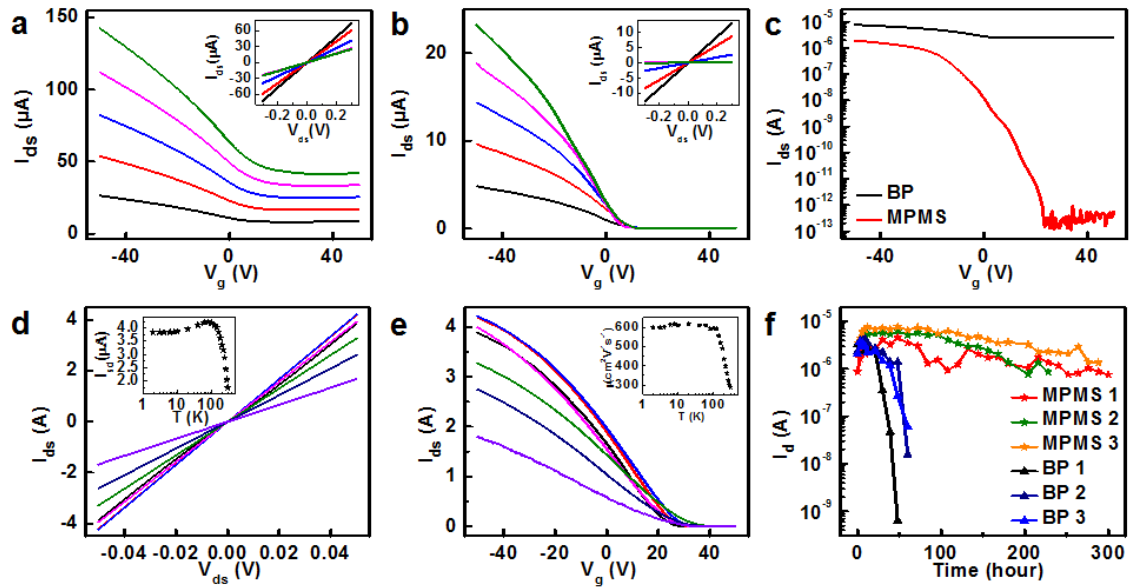 a
I_ds (µA)
150
100
50
0
-40
0
40
V_g (V)
I_ds (µA)
60
30
0
-30
-60
-0.2
0.0
0.2
V_ds (V)
b
I_ds (µA)
20
10
0
-40
0
40
V_g (V)
I_ds (µA)
10
5
0
-5
-10
-0.2
0.0
0.2
V_ds (V)
c
I_ds (A)
10^-5
10^-6
10^-7
10^-8
10^-9
10^-10
10^-11
10^-12
10^-13
BP
MPMS
-40
0
40
V_g (V)
d
I_ds (A)
4
2
0
-2
-4
-0.04
-0.02
0.00
0.02
0.04
V_ds (V)
4.0
3.5
3.0
2.5
2.0
1
10
100
T (K)
e
I_ds (A)
4
3
2
1
0
-40
-20
0
20
40
V_g (V)
µ(cm²V⁻¹s⁻¹)
600
500
400
300
1
10
100
T (K)
f
I_d (A)
10^-5
10^-6
10^-7
10^-8
10^-9
MPMS 1
MPMS 2
MPMS 3
BP 1
BP 2
BP 3
0
100
200
300
Time (hour)